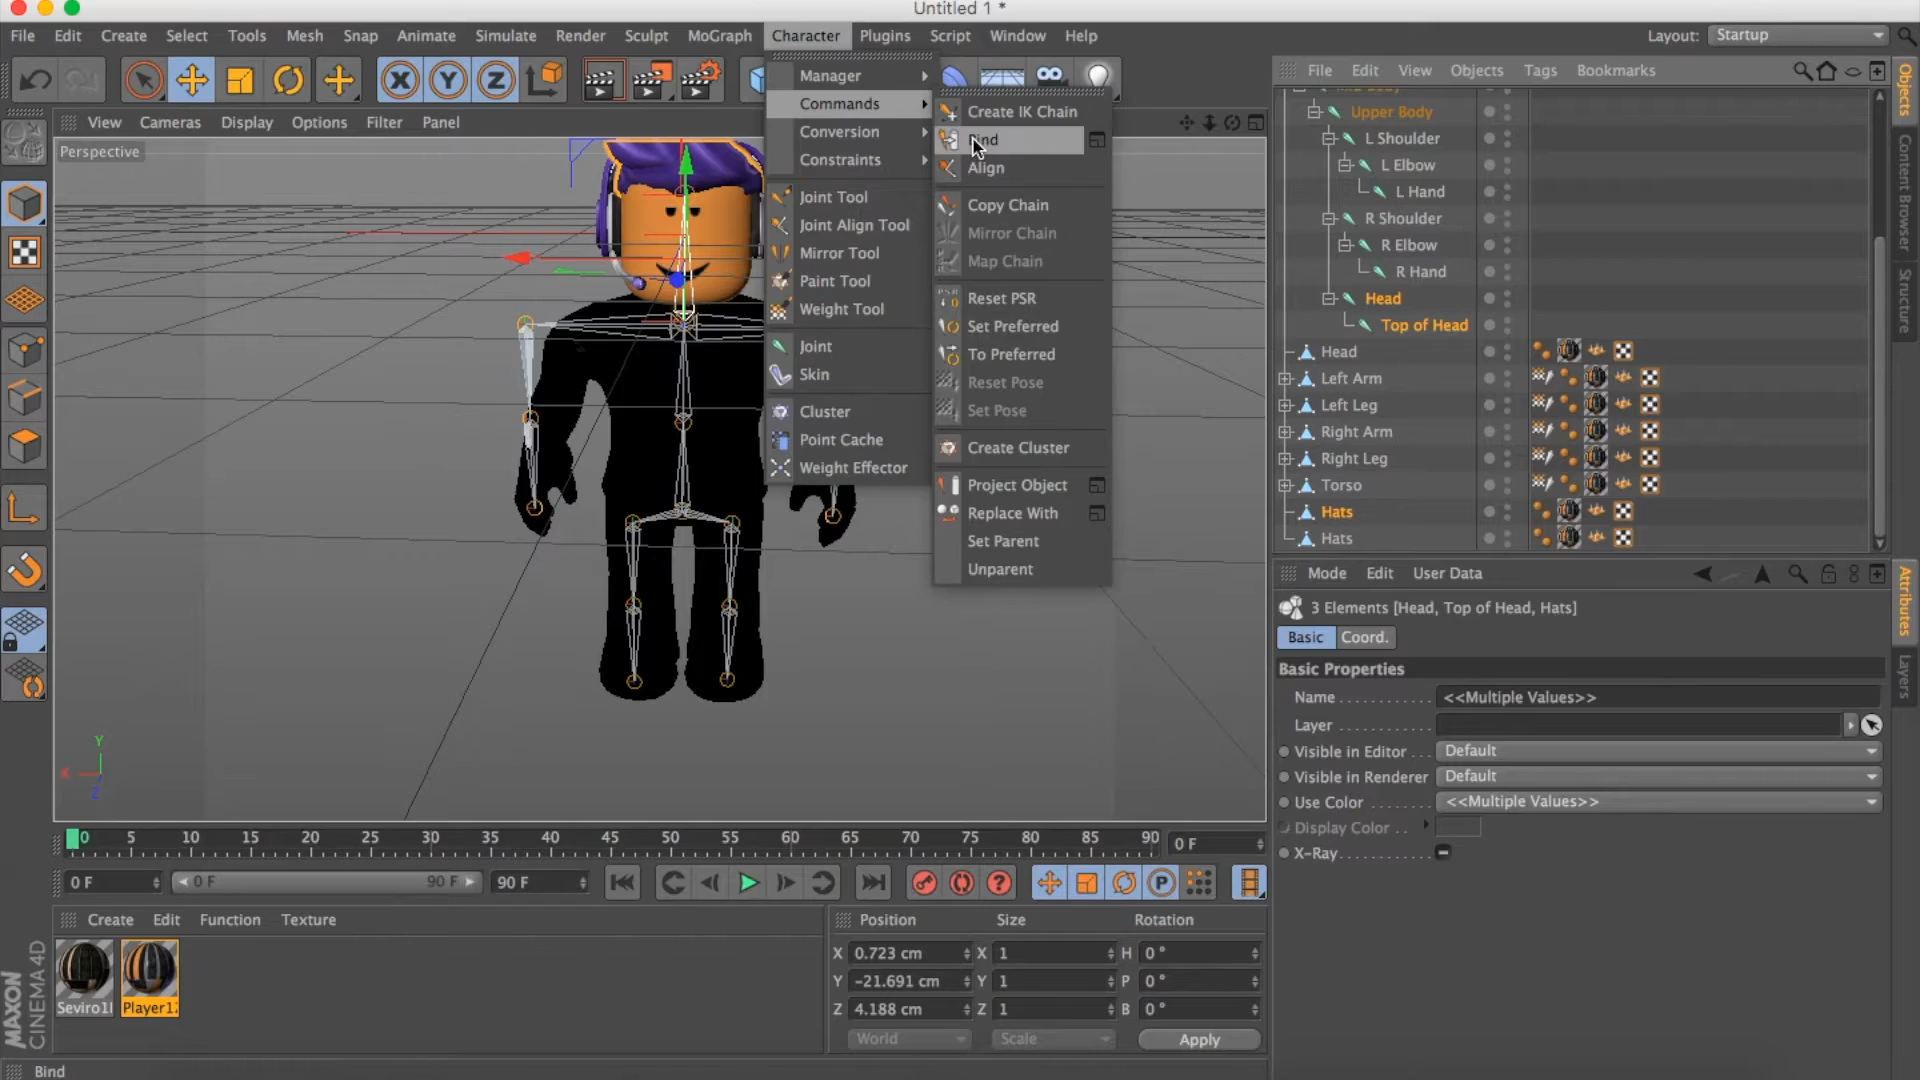 Untitled 1 *
File Edit Create Select Tools Mesh Snap Animate Simulate Render Sculpt MoGraph Character Plugins Script Window Help
Layout: Startup
View Cameras Display Options Filter Panel
Perspective
Manager
Commands
Conversion
Constraints
Joint Tool
Joint Align Tool
Mirror Tool
Paint Tool
Weight Tool
Joint
Skin
Cluster
Point Cache
Weight Effector
Create IK Chain
Bind
Align
Copy Chain
Mirror Chain
Map Chain
Reset PSR
Set Preferred
To Preferred
Reset Pose
Set Pose
Create Cluster
Project Object
Replace With
Set Parent
Unparent
File Edit View Objects Tags Bookmarks
Upper Body
L Shoulder
L Elbow
L Hand
R Shoulder
R Elbow
R Hand
Head
Top of Head
Head
Left Arm
Left Leg
Right Arm
Right Leg
Torso
Hats
Hats
Objects
Content Browser
Structure
Mode Edit User Data
3 Elements [Head, Top of Head, Hats]
Basic Coord.
Basic Properties
Name <<Multiple Values>>
Layer
Visible in Editor Default
Visible in Renderer Default
Use Color <<Multiple Values>>
Display Color
X-Ray
Attributes
Layers
Y
X
Z
0 5 10 15 20 25 30 35 40 45 50 55 60 65 70 75 80 85 90 0 F
0 F 0 F 90 F 90 F
Create Edit Function Texture
Position Size Rotation
X 0.723 cm X 1 H 0 °
Y -21.691 cm Y 1 P 0 °
Z 4.188 cm Z 1 B 0 °
World Scale Apply
MAXON
CINEMA 4D
Bind